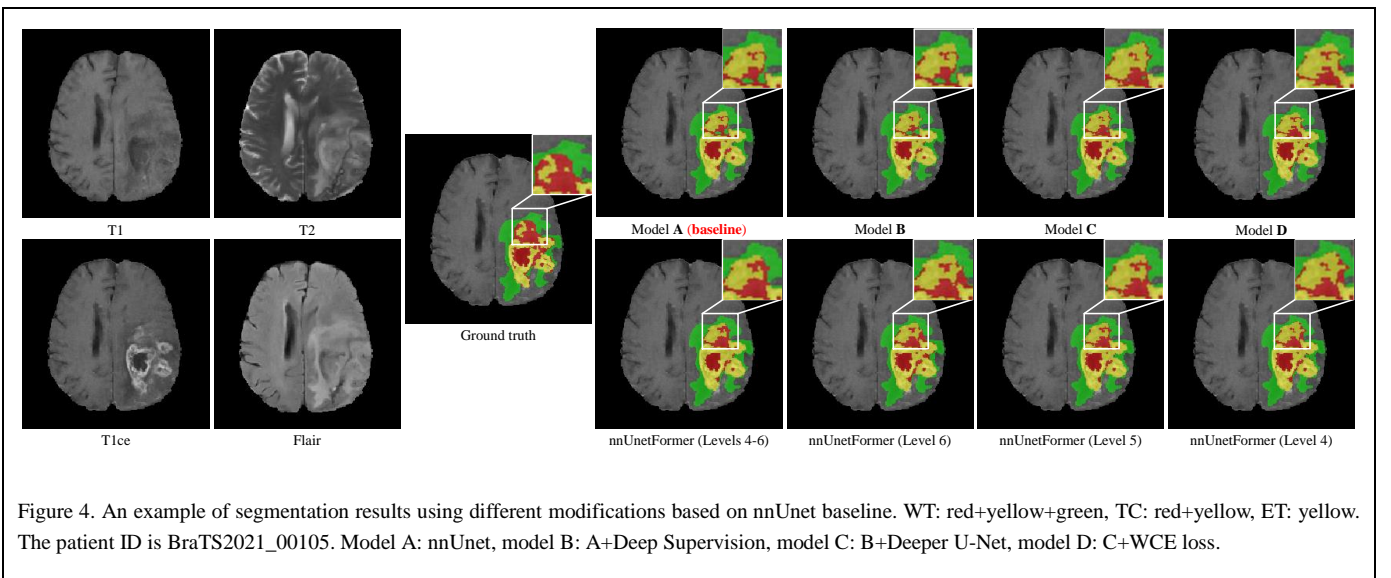 T1
T2
Model A (baseline)
Model B
Model C
Model D
Ground truth
T1ce
Flair
nnUnetFormer (Levels 4-6)
nnUnetFormer (Level 6)
nnUnetFormer (Level 5)
nnUnetFormer (Level 4)
Figure 4. An example of segmentation results using different modifications based on nnUnet baseline. WT: red+yellow+green, TC: red+yellow, ET: yellow.
The patient ID is BraTS2021_00105. Model A: nnUnet, model B: A+Deep Supervision, model C: B+Deeper U-Net, model D: C+WCE loss.